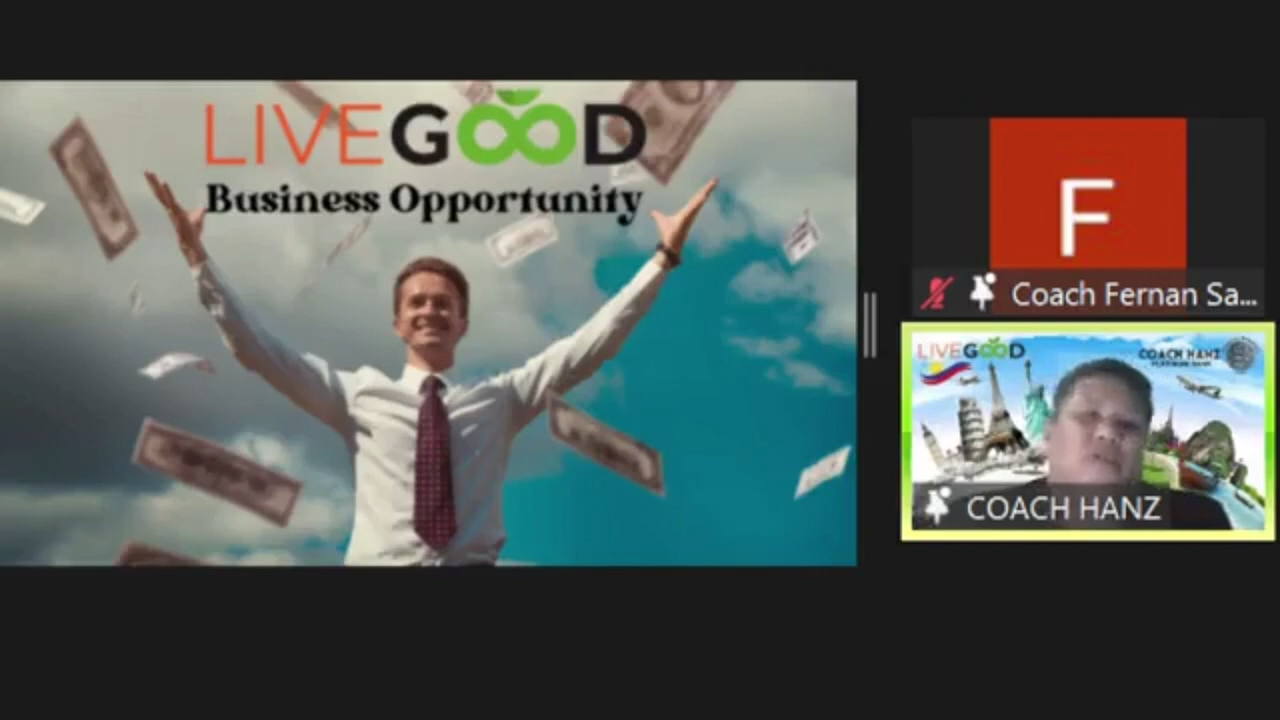 LIVEGOOD
Business Opportunity
F
Coach Fernan Sa...
LIVEGOOD
COACH HANZ
COACH HANZ